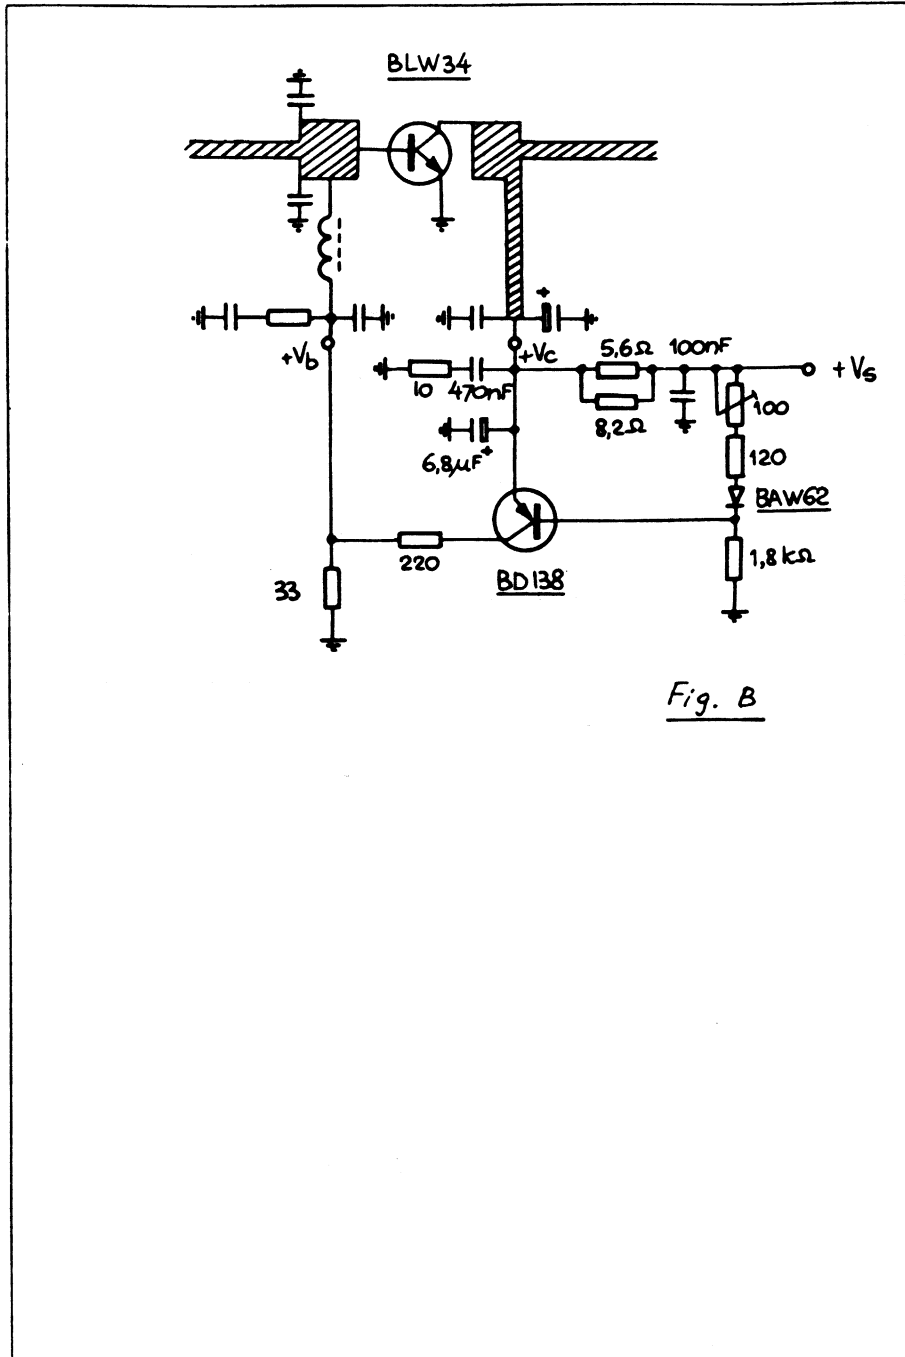 BLW34
+
+Vb
+Vc
5,6Ω 100nF
+Vs
10 470nF
8,2Ω
100
6,8µF+
120
BAW62
220
BD138
1,8kΩ
33
Fig. B